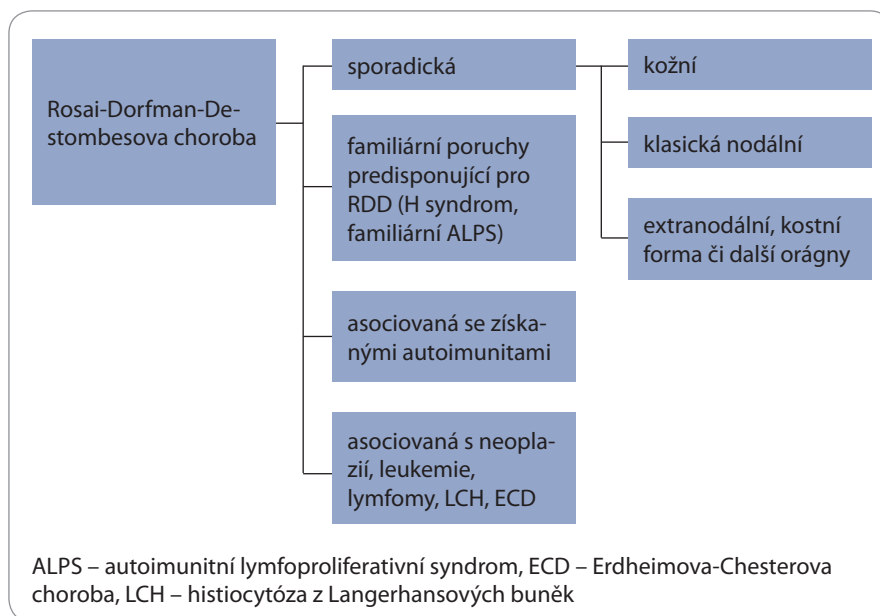 Rosai-Dorfman-De-
stombesova choroba
sporadická
familiární poruchy
predisponující pro
RDD (H syndrom,
familiární ALPS)
asociovaná se získa-
nými autoimunitami
asociovaná s neopla-
zií, leukemie,
lymfomy, LCH, ECD
kožní
klasická nodální
extranodální, kostní
forma či další orágny
ALPS – autoimunitní lymfoproliferativní syndrom, ECD – Erdheimova-Chesterova
choroba, LCH – histiocytóza z Langerhansových buněk